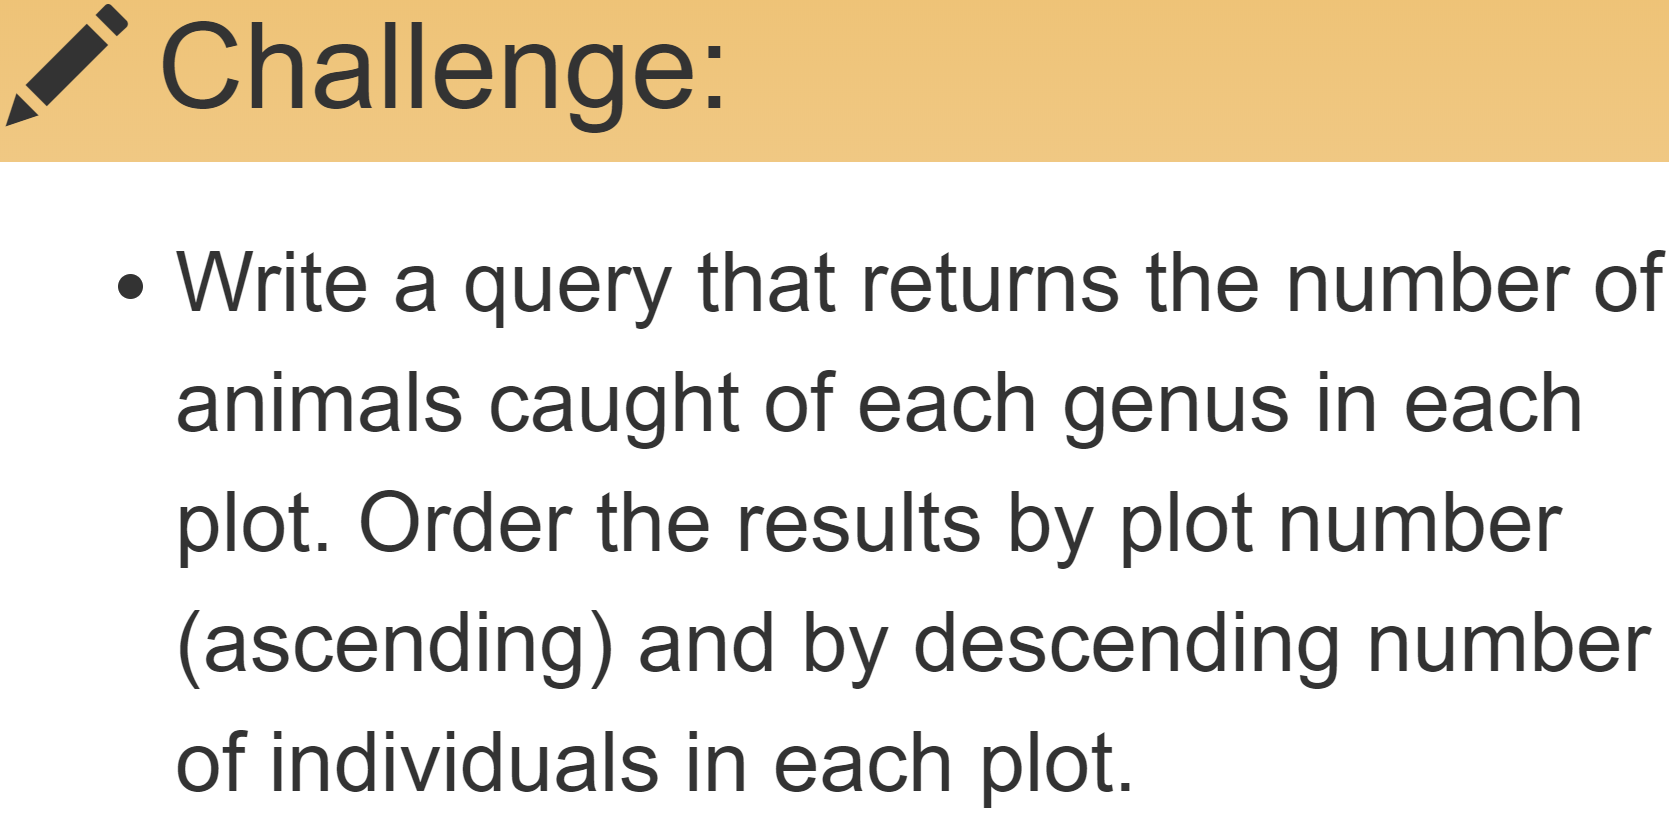 Challenge:
• Write a query that returns the number of
animals caught of each genus in each
plot. Order the results by plot number
(ascending) and by descending number
of individuals in each plot.